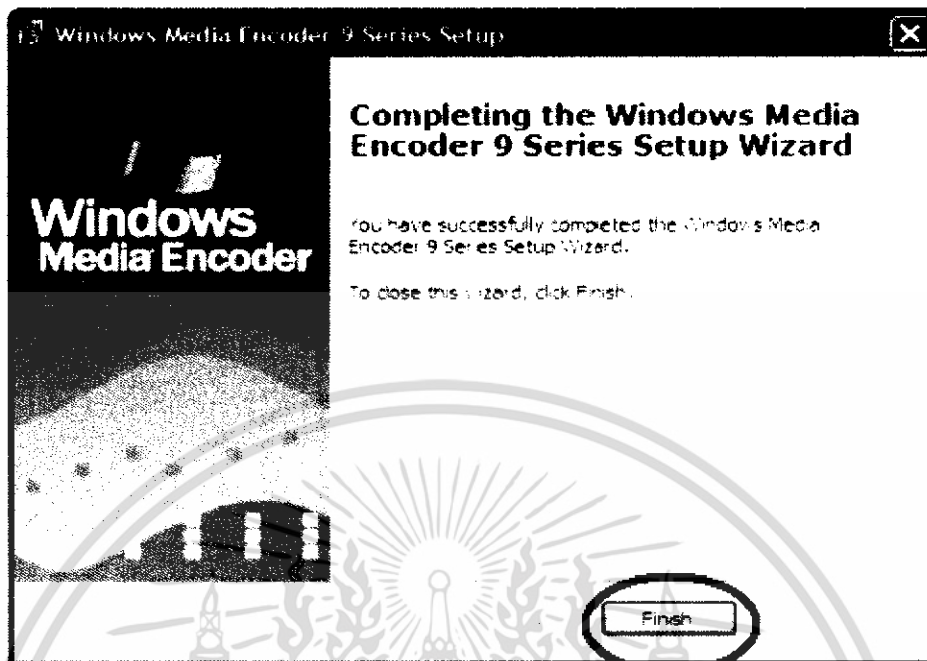 Windows Media Encoder 9 Series Setup
Windows
Media Encoder
Completing the Windows Media
Encoder 9 Series Setup Wizard
You have successfully completed the Windows Media
Encoder 9 Series Setup Wizard.
To close this wizard, click Finish.
Finish